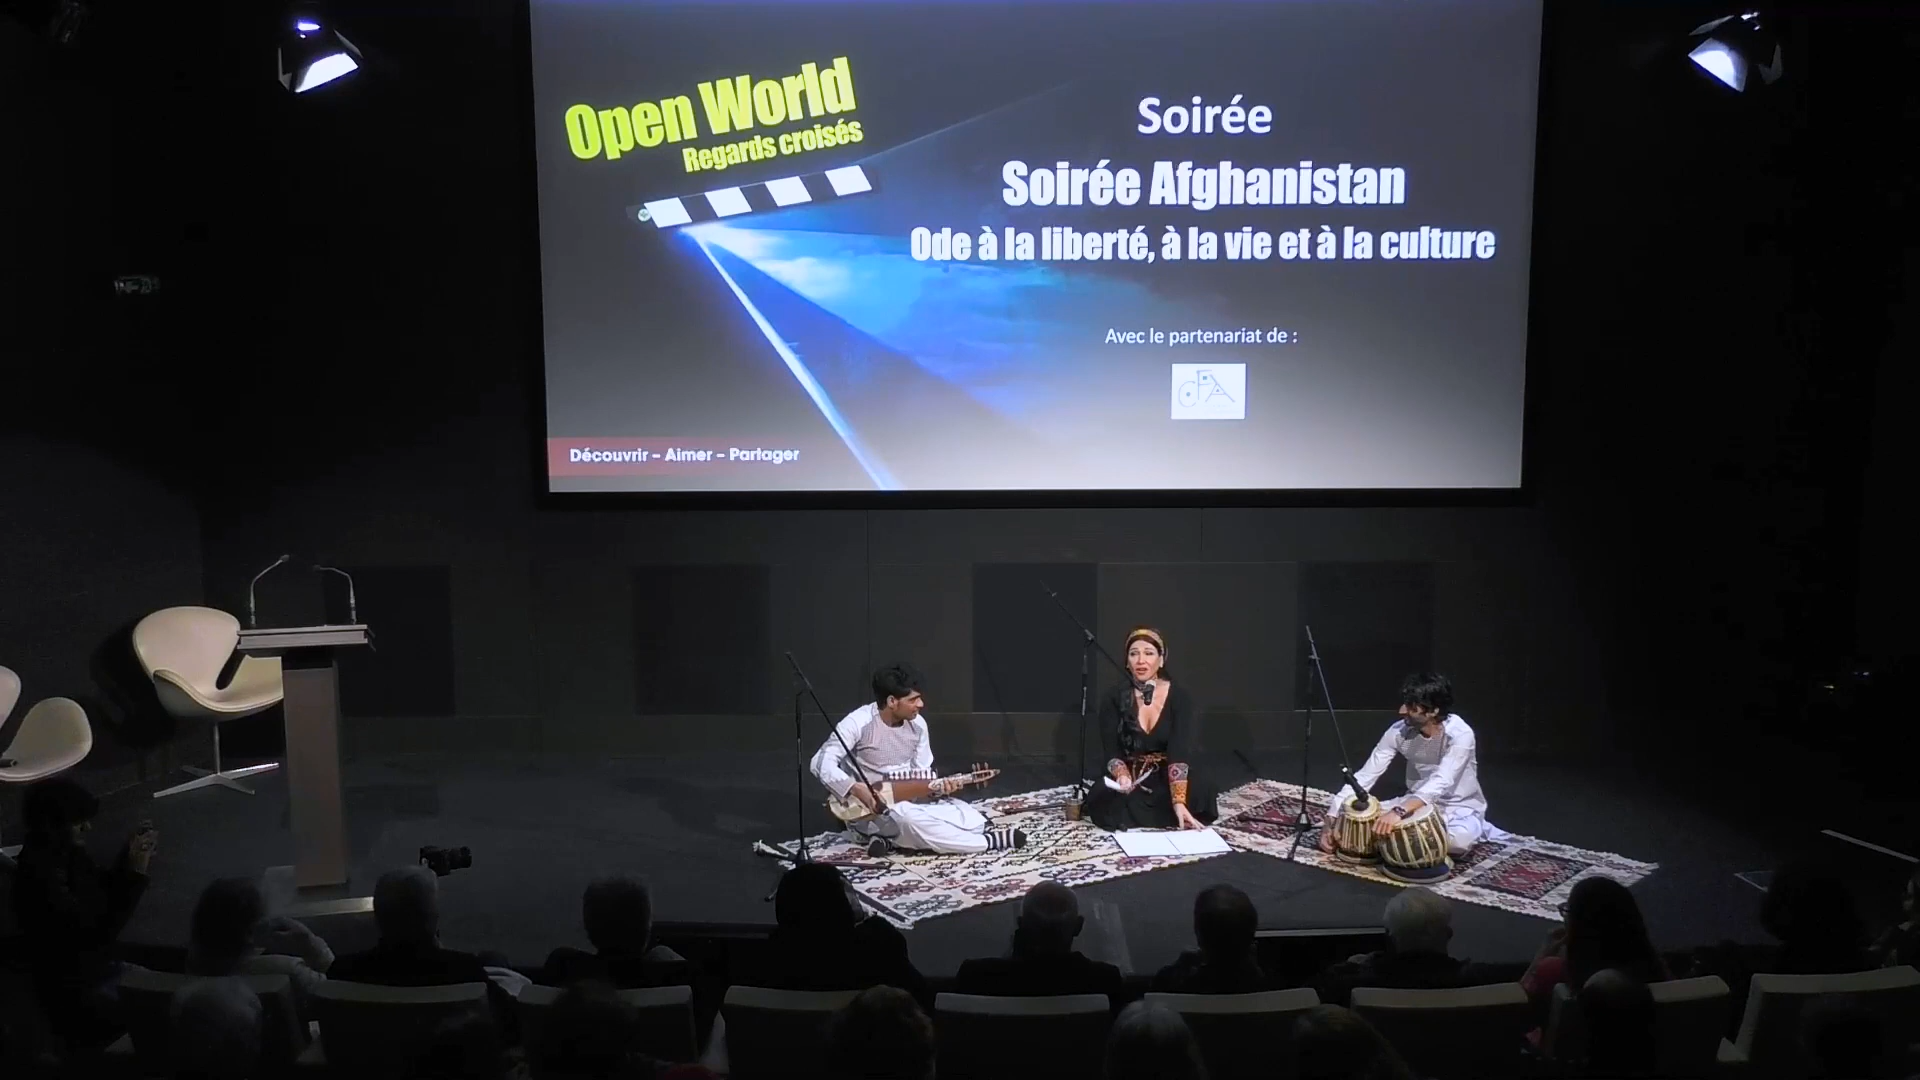 Open World
Regards croisés
Soirée
Soirée Afghanistan
Ode à la liberté, à la vie et à la culture
Avec le partenariat de :
CFA
Découvrir – Aimer – Partager